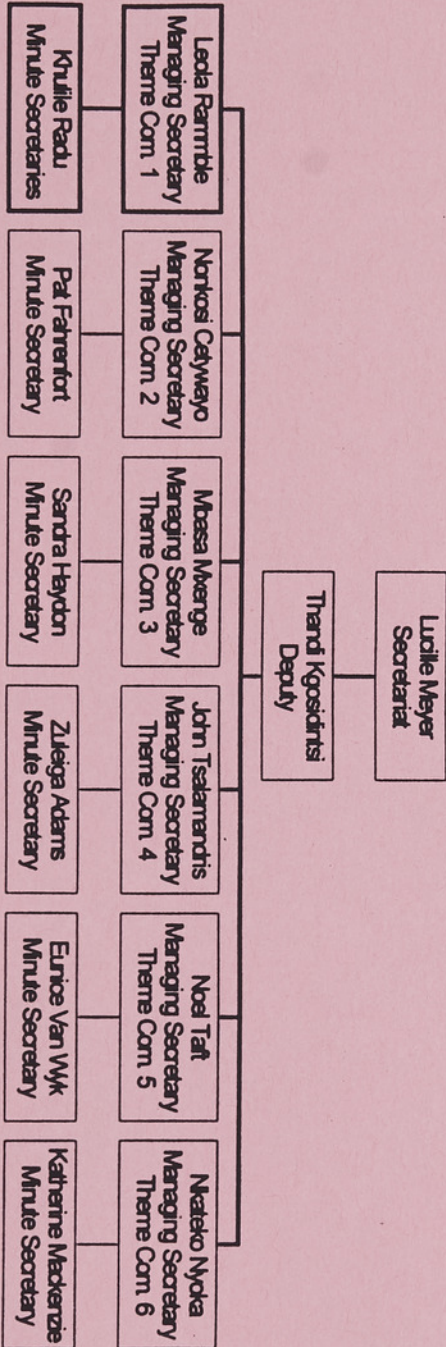 Lucille Meyer
Secretariat
Thandi Kgosidintsi
Deputy
Leola Rammble
Managing Secretary
Theme Com. 1
Nonkosi Cetywayo
Managing Secretary
Theme Com. 2
Mbasa Mxenge
Managing Secretary
Theme Com. 3
John Tsalamandris
Managing Secretary
Theme Com. 4
Noel Taft
Managing Secretary
Theme Com. 5
Nkateko Nyoka
Managing Secretary
Theme Com. 6
Khulile Radu
Minute Secretaries
Pat Fahrenfort
Minute Secretary
Sandra Haydon
Minute Secretary
Zuleiga Adams
Minute Secretary
Eunice Van Wyk
Minute Secretary
Katherine Mackenzie
Minute Secretary